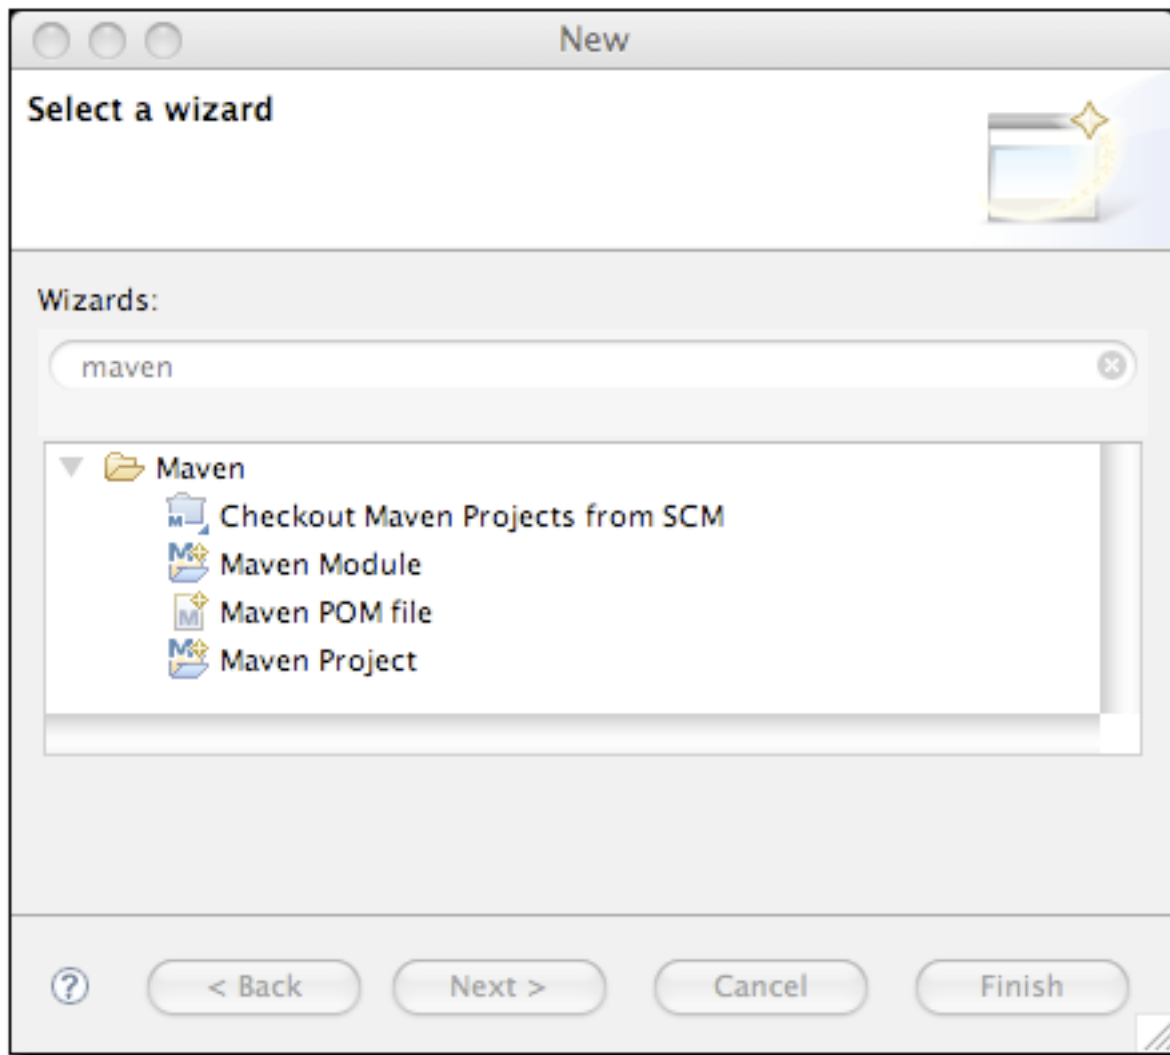 New
Select a wizard
Wizards:
maven
Maven
Checkout Maven Projects from SCM
Maven Module
Maven POM file
Maven Project
? < Back Next > Cancel Finish